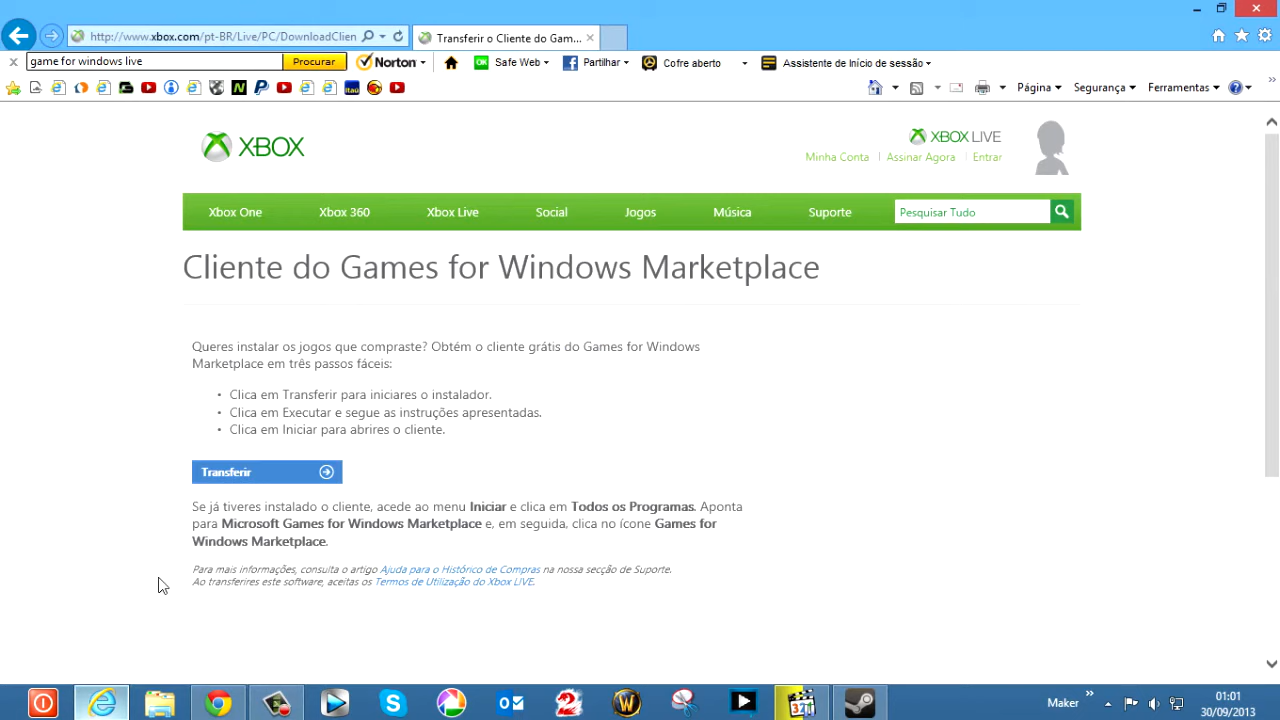 http://www.xbox.com/pt-BR/Live/PC/DownloadClien
Transferir o Cliente do Gam...
game for windows live
Procurar
Norton
Safe Web
Partilhar
Cofre aberto
Assistente de Início de sessão
Itaú
Página
Segurança
Ferramentas
XBOX
XBOX LIVE
Minha Conta | Assinar Agora | Entrar
Xbox One
Xbox 360
Xbox Live
Social
Jogos
Música
Suporte
Pesquisar Tudo
Cliente do Games for Windows Marketplace
Queres instalar os jogos que compraste? Obtém o cliente grátis do Games for Windows
Marketplace em três passos fáceis:
• Clica em Transferir para iniciares o instalador.
• Clica em Executar e segue as instruções apresentadas.
• Clica em Iniciar para abrires o cliente.
Transferir
Se já tiveres instalado o cliente, acede ao menu Iniciar e clica em Todos os Programas. Aponta
para Microsoft Games for Windows Marketplace e, em seguida, clica no ícone Games for
Windows Marketplace.
Para mais informações, consulta o artigo Ajuda para o Histórico de Compras na nossa secção de Suporte.
Ao transferires este software, aceitas os Termos de Utilização do Xbox LIVE.
321
Maker
01:01
30/09/2013